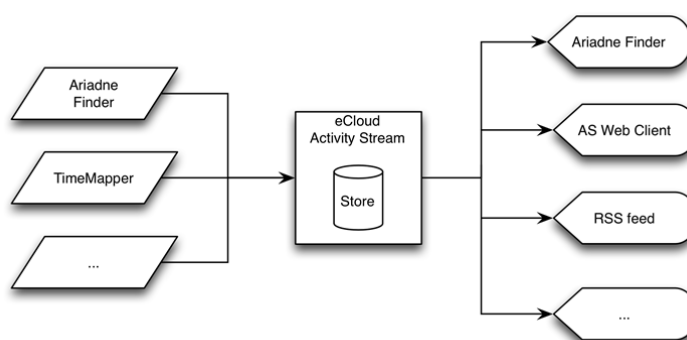 Ariadne
Finder
TimeMapper
...
eCloud
Activity Stream
Store
Ariadne Finder
AS Web Client
RSS feed
...